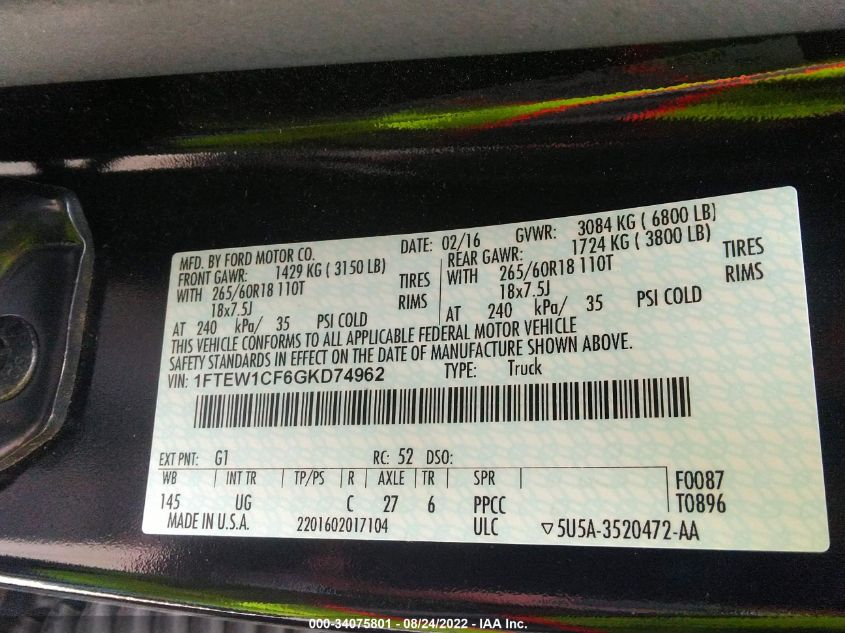 MFD. BY FORD MOTOR CO.
DATE: 02/16 GVWR: 3084 KG ( 6800 LB)
FRONT GAWR: 1429 KG ( 3150 LB)
WITH 265/60R18 110T TIRES
18x7.5J RIMS
AT 240 kPa/ 35 PSI COLD
REAR GAWR: 1724 KG ( 3800 LB)
WITH 265/60R18 110T TIRES
18x7.5J RIMS
AT 240 kPa/ 35 PSI COLD
THIS VEHICLE CONFORMS TO ALL APPLICABLE FEDERAL MOTOR VEHICLE
SAFETY STANDARDS IN EFFECT ON THE DATE OF MANUFACTURE SHOWN ABOVE.
VIN: 1FTEW1CF6GKD74962 TYPE: Truck
EXT PNT: G1 RC: 52 DSO:
WB INT TR TP/PS R AXLE TR SPR F0087
145 UG C 27 6 PPCC T0896
MADE IN U.S.A. 2201602017104 ULC ▽5U5A-3520472-AA
000-34075801 - 08/24/2022 - IAA Inc.